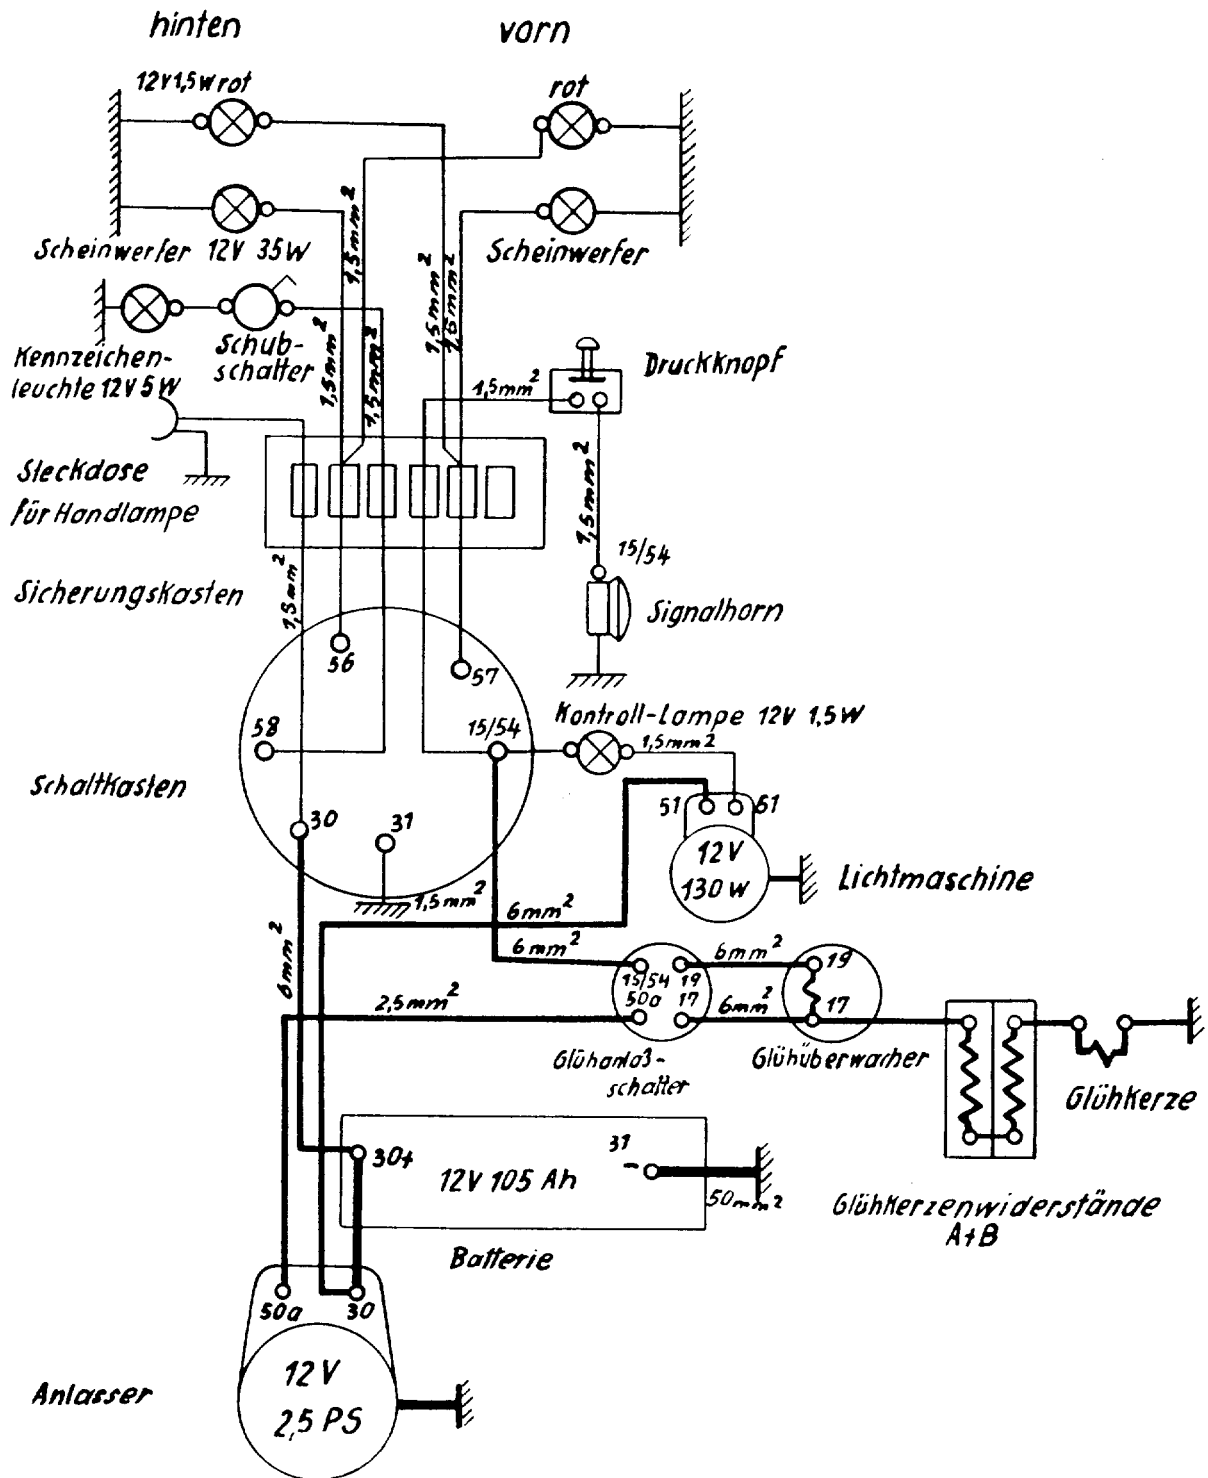 hinten
vorn
12V 1,5W rot
rot
1,5mm²
Scheinwerfer 12V 35W
Scheinwerfer
1,5mm²
1,5mm²
1,5mm²
1,5mm²
Kennzeichen-
leuchte 12V 5W
Schub-
schalter
Druckknopf
1,5mm²
1,5mm²
Steckdose
für Handlampe
15/54
Sicherungskasten
1,5mm²
Signalhorn
56
57
58
15/54
Kontroll-Lampe 12V 1,5W
1,5mm²
Schaltkasten
30
31
51
61
12V
130W
Lichtmaschine
1,5mm²
6mm²
6mm²
6mm²
6mm²
15/54
19
50a
17
19
2,5mm²
6mm²
17
Glühanlaß-
schalter
Glühüberwacher
Glühkerze
30+
12V 105 Ah
31
-
50mm²
Glühkerzenwiderstände
A+B
Batterie
50a
30
Anlasser
12V
2,5 PS